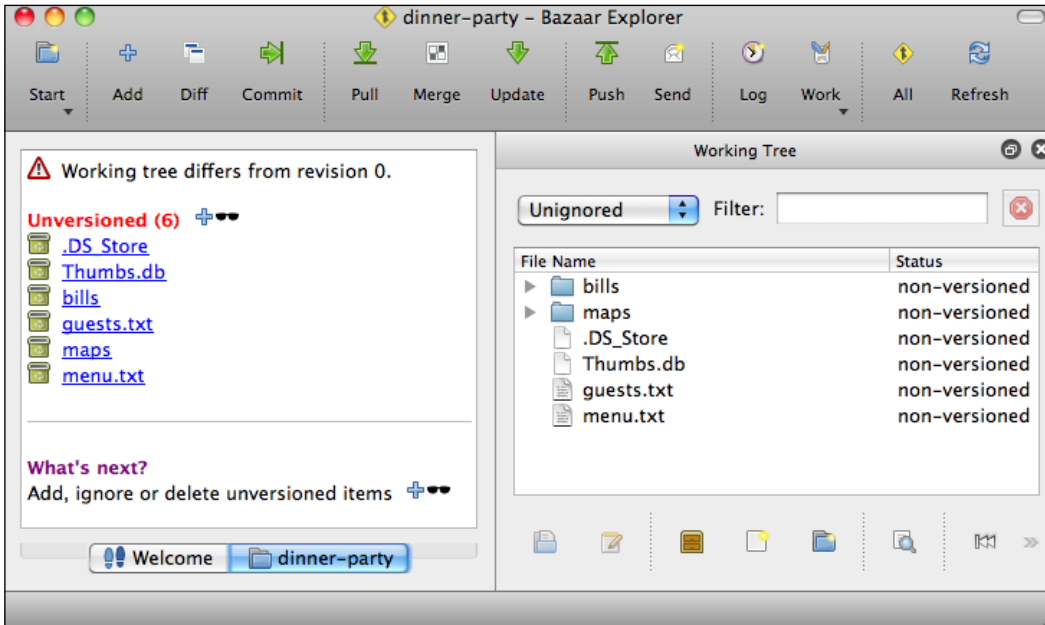 dinner-party – Bazaar Explorer
Start Add Diff Commit Pull Merge Update Push Send Log Work All Refresh
Working tree differs from revision 0.
Unversioned (6)
.DS_Store
Thumbs.db
bills
guests.txt
maps
menu.txt
What's next?
Add, ignore or delete unversioned items
Welcome dinner-party
Working Tree
Unignored Filter:
File Name Status
bills non-versioned
maps non-versioned
.DS_Store non-versioned
Thumbs.db non-versioned
guests.txt non-versioned
menu.txt non-versioned